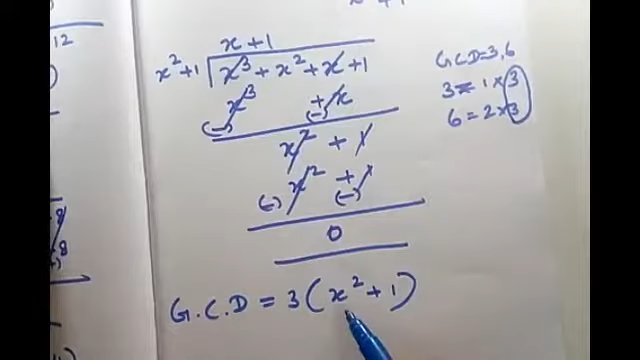 12
x + 1
x² + 1 ) x³ + x² + x + 1
x³ + x
(-) (-)
x² + 1
x² + 1
(-) (-)
0
G.C.D = 3 (x² + 1)
G.C.D = 3, 6
3 = 1 × 3
6 = 2 × 3